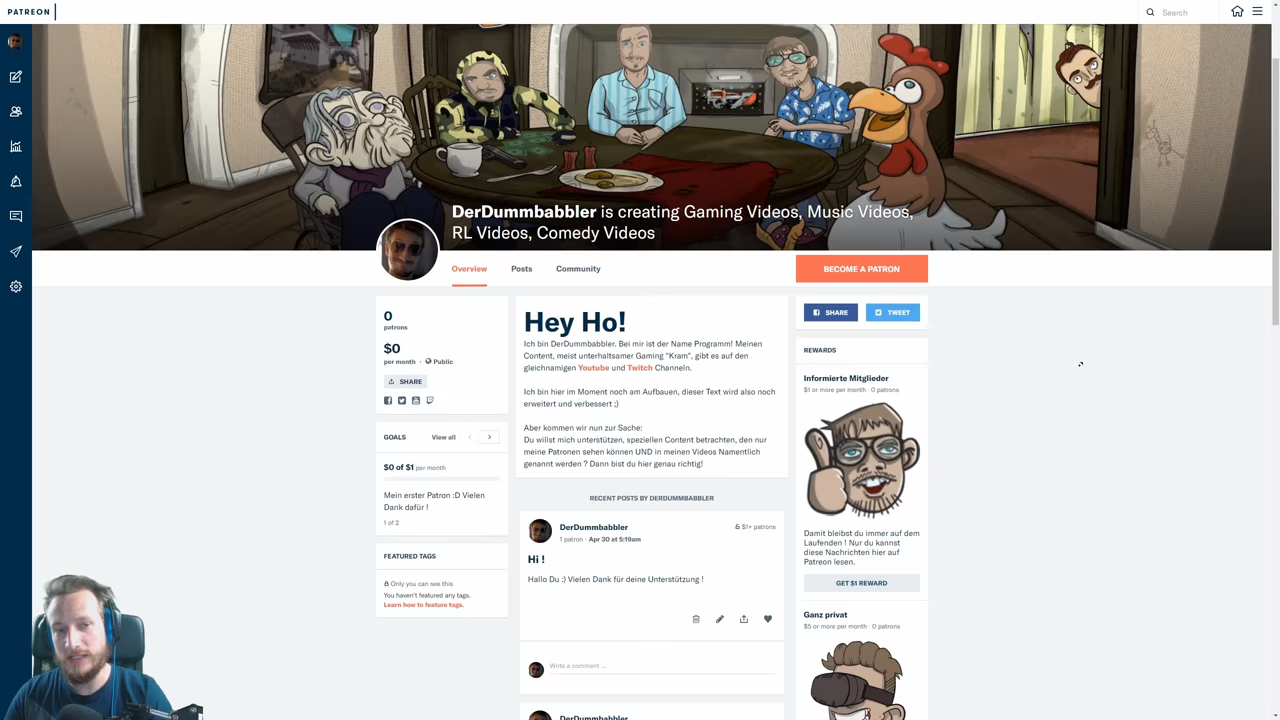 PATREON
Search
DerDummbabbler is creating Gaming Videos, Music Videos,
RL Videos, Comedy Videos
Overview
Posts
Community
BECOME A PATRON
0
patrons
$0
per month · Public
SHARE
GOALS
View all
$0 of $1 per month
Mein erster Patron :D Vielen
Dank dafür !
1 of 2
FEATURED TAGS
Only you can see this
You haven't featured any tags.
Learn how to feature tags.
Hey Ho!
Ich bin DerDummbabbler. Bei mir ist der Name Programm! Meinen
Content, meist unterhaltsamer Gaming "Kram", gibt es auf den
gleichnamigen Youtube und Twitch Channeln.
Ich bin hier im Moment noch am Aufbauen, dieser Text wird also noch
erweitert und verbessert ;)
Aber kommen wir nun zur Sache:
Du willst mich unterstützen, speziellen Content betrachten, den nur
meine Patronen sehen können UND in meinen Videos Namentlich
genannt werden ? Dann bist du hier genau richtig!
RECENT POSTS BY DERDUMMBABBLER
DerDummbabbler
$1+ patrons
1 patron · Apr 30 at 5:19am
Hi !
Hallo Du :) Vielen Dank für deine Unterstützung !
Write a comment ...
DerDummbabbler
SHARE
TWEET
REWARDS
Informierte Mitglieder
$1 or more per month · 0 patrons
Damit bleibst du immer auf dem
Laufenden ! Nur du kannst
diese Nachrichten hier auf
Patreon lesen.
GET $1 REWARD
Ganz privat
$5 or more per month · 0 patrons